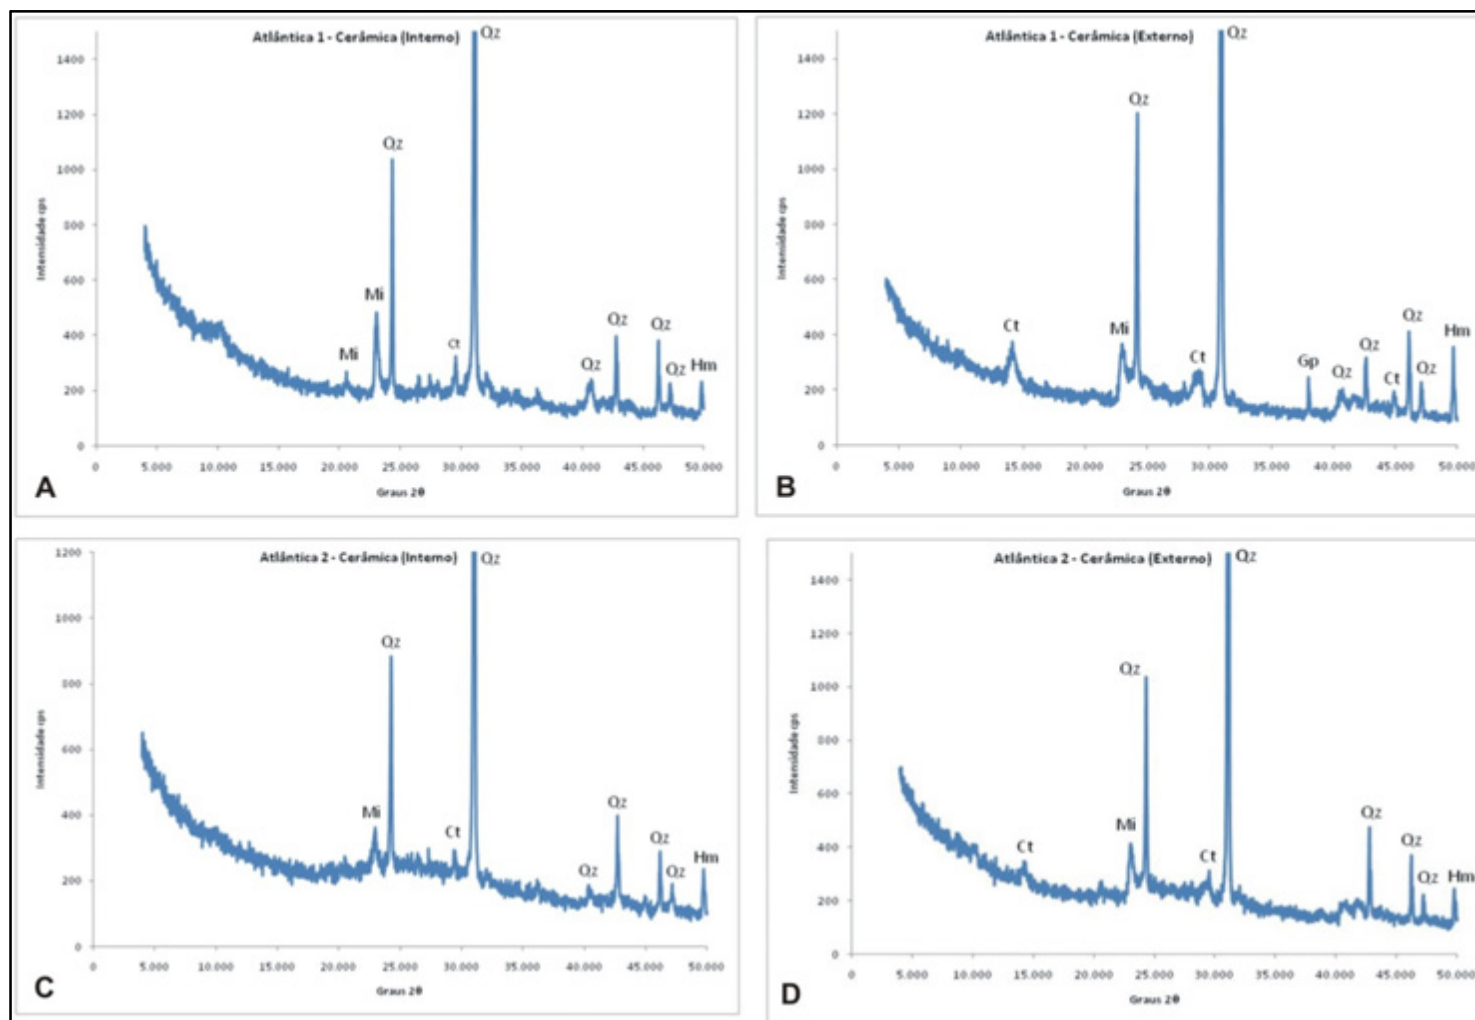 Atlântica 1 - Cerâmica (Interno)
Qz
1400
1200
1000
800
600
400
200
0
Intensidade cps
Qz
Mi
Mi
Ct
Qz
Qz
Qz
Qz
Hm
0 5.000 10.000 15.000 20.000 25.000 30.000 35.000 40.000 45.000 50.000
Graus 2θ
A
Atlântica 1 - Cerâmica (Externo)
Qz
1400
1200
1000
800
600
400
200
0
Intensidade cps
Qz
Ct
Mi
Ct
Gp
Qz
Qz
Ct
Qz
Qz
Hm
0 5.000 10.000 15.000 20.000 25.000 30.000 35.000 40.000 45.000 50.000
Graus 2θ
B
Atlântica 2 - Cerâmica (Interno)
Qz
1200
1000
800
600
400
200
0
Intensidade cps
Qz
Mi
Ct
Qz
Qz
Qz
Qz
Hm
0 5.000 10.000 15.000 20.000 25.000 30.000 35.000 40.000 45.000 50.000
Graus 2θ
C
Atlântica 2 - Cerâmica (Externo)
Qz
1400
1200
1000
800
600
400
200
0
Intensidade cps
Qz
Ct
Mi
Ct
Qz
Qz
Qz
Hm
0 5.000 10.000 15.000 20.000 25.000 30.000 35.000 40.000 45.000 50.000
Graus 2θ
D